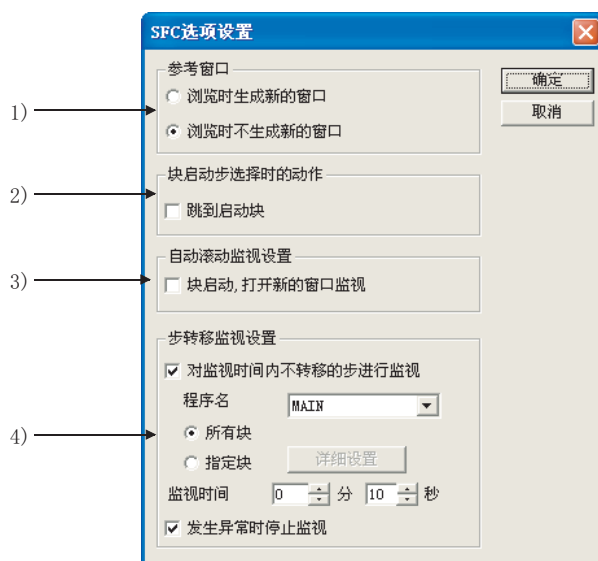 SFC选项设置
参考窗口
确定
1) 浏览时生成新的窗口
取消
浏览时不生成新的窗口
块启动步选择时的动作
2) 跳到启动块
自动滚动监视设置
3) 块启动,打开新的窗口监视
步转移监视设置
对监视时间内不转移的步进行监视
程序名 MAIN
4) 所有块
指定块 详细设置
监视时间 0 分 10 秒
发生异常时停止监视